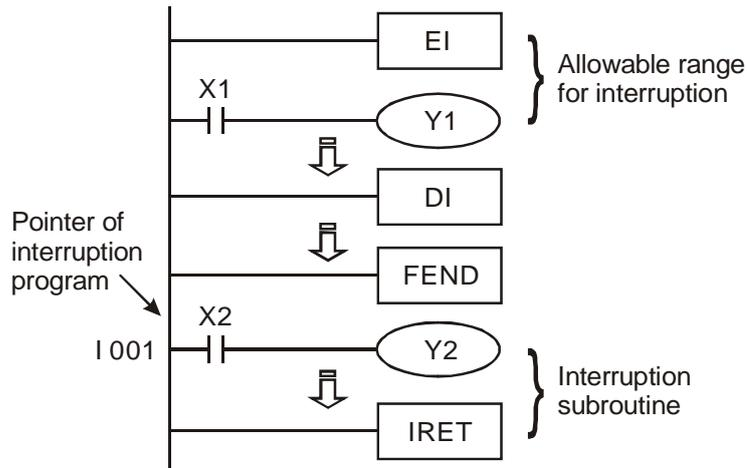 EI
Allowable range
for interruption
X1
Y1
DI
Pointer of
interruption
program
FEND
X2
I 001
Y2
Interruption
subroutine
IRET